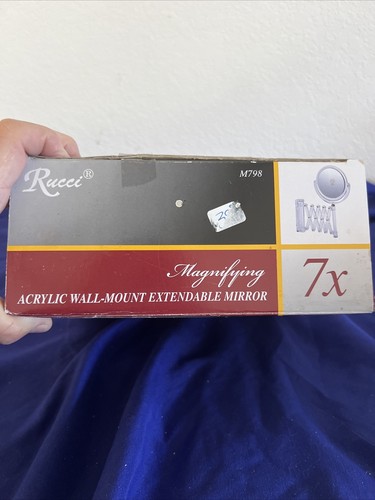 Rucci®
M798
Magnifying
7x
ACRYLIC WALL-MOUNT EXTENDABLE MIRROR